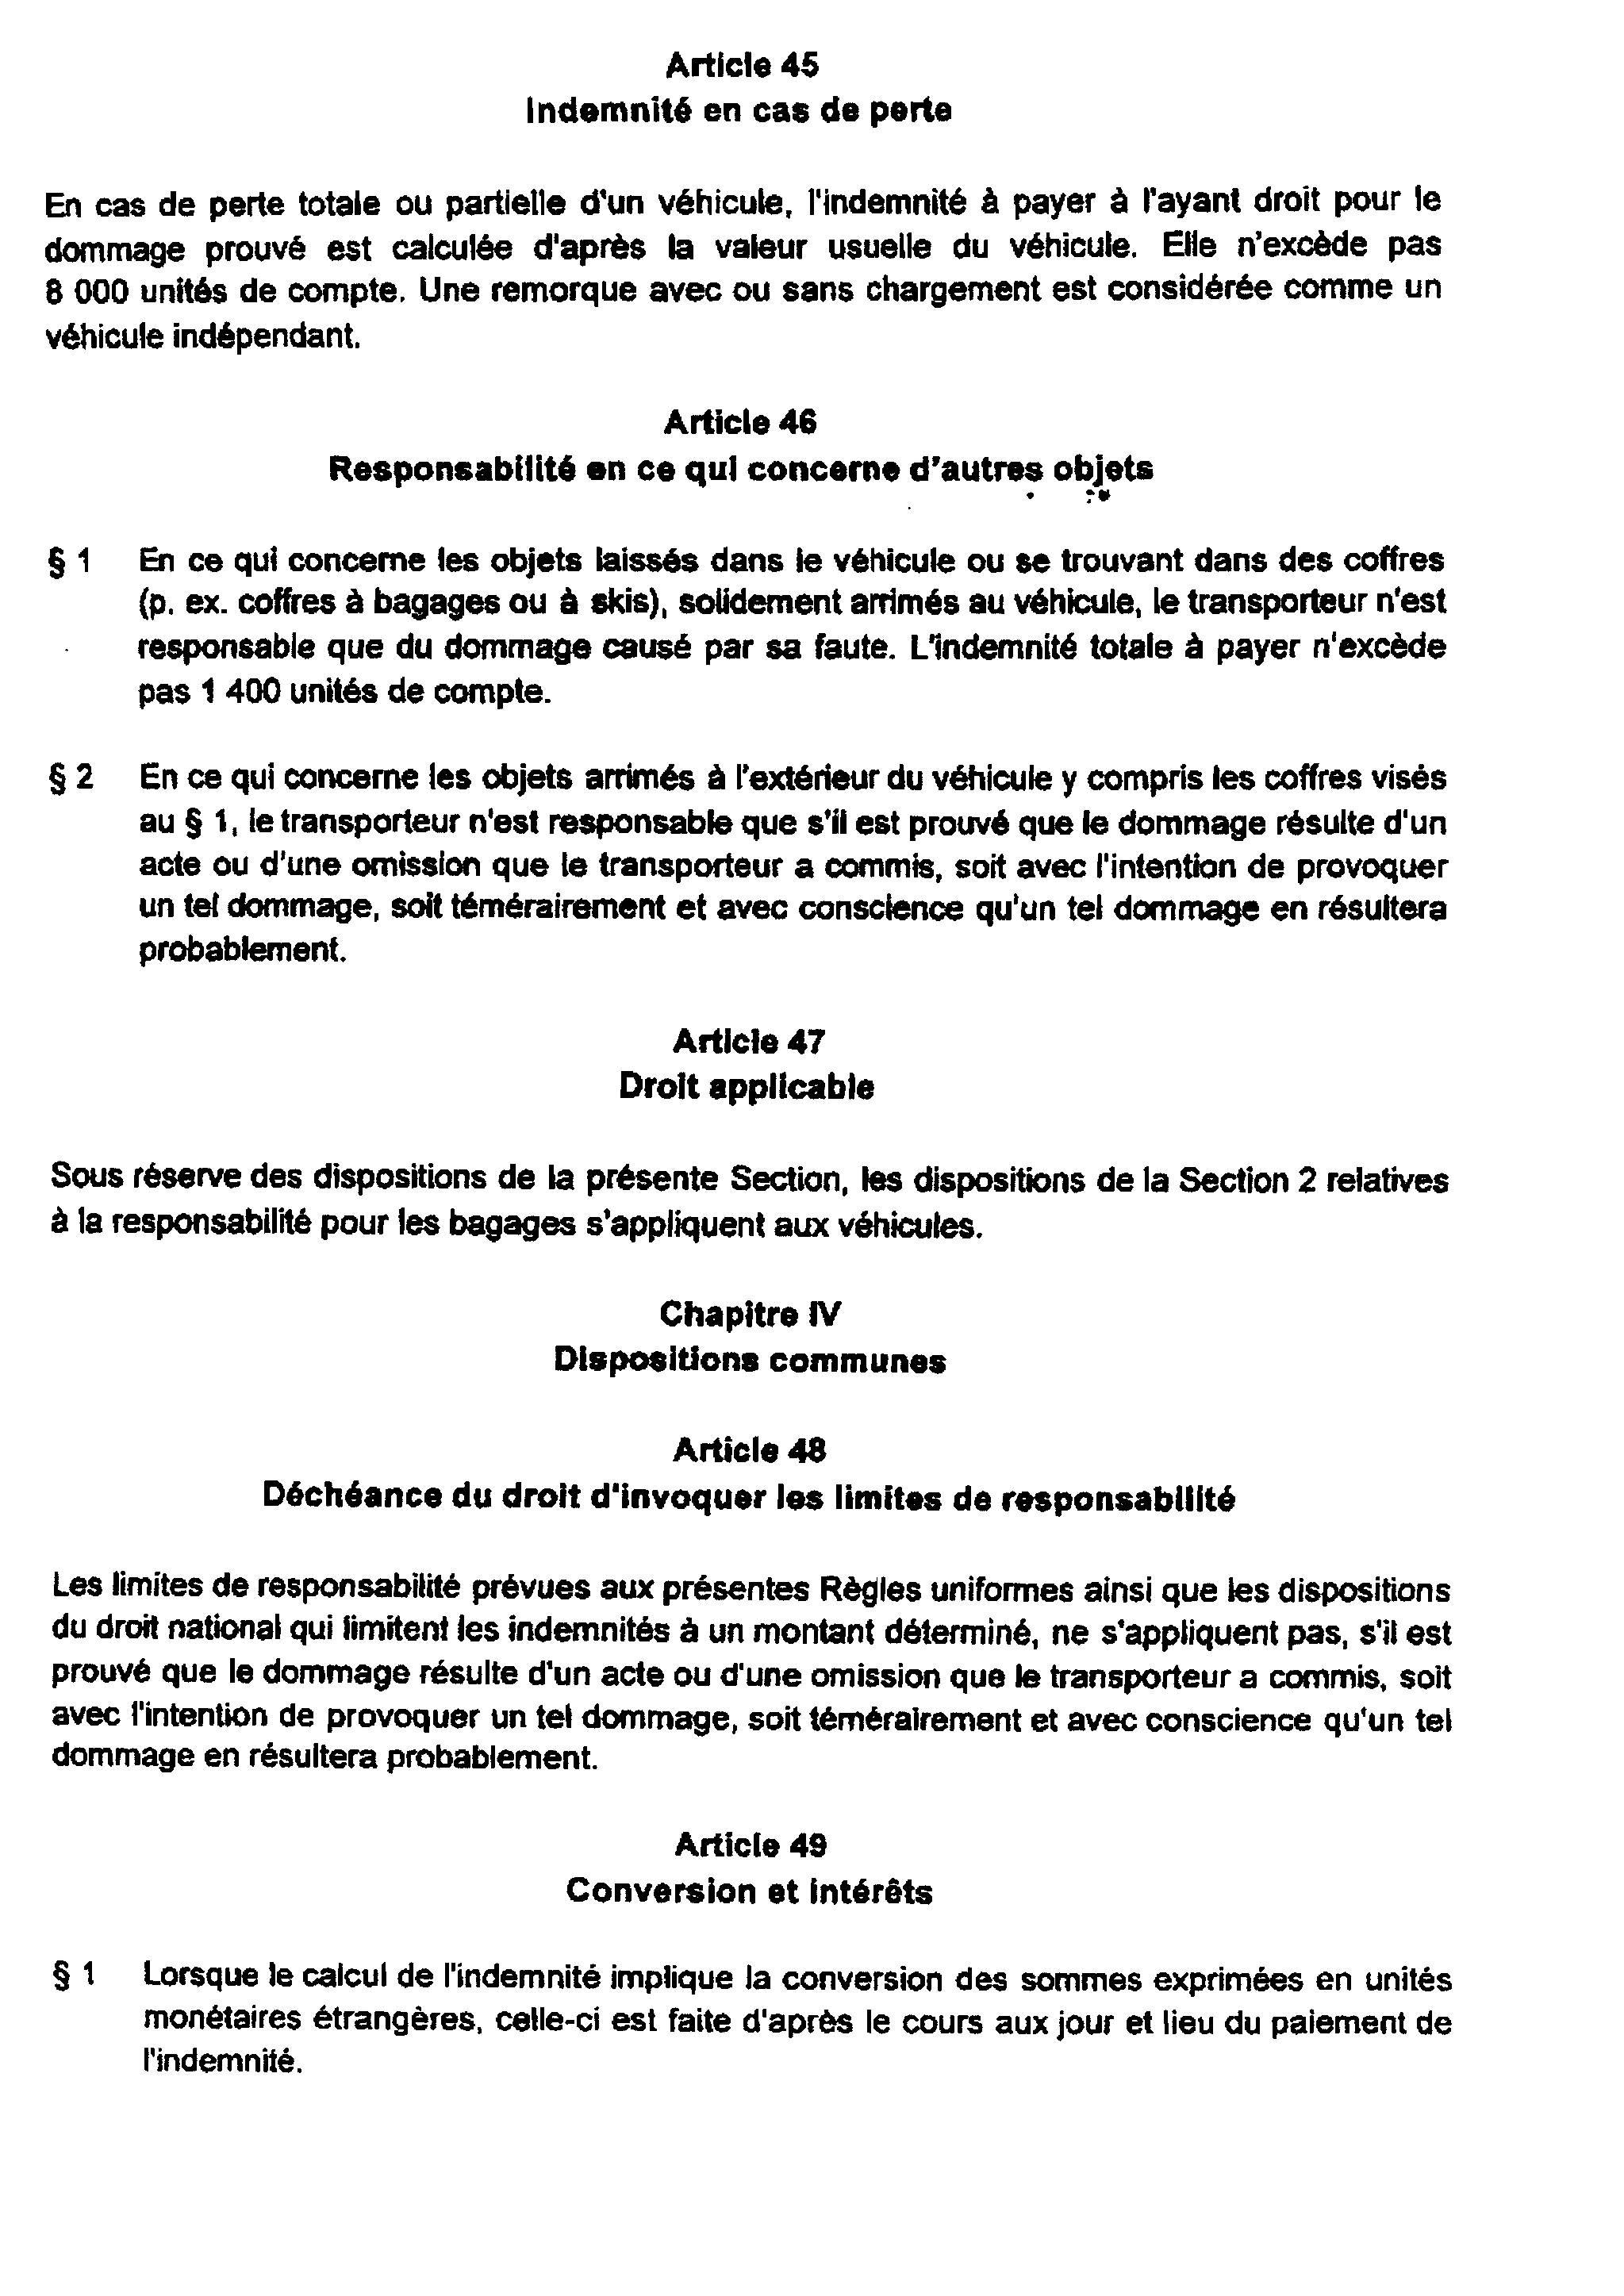 Article 45
Indemnité en cas de perte
En cas de perte totale ou partielle d'un véhicule, l'indemnité à payer à l'ayant droit pour le
dommage prouvé est calculée d'après la valeur usuelle du véhicule. Elle n'excède pas
8 000 unités de compte. Une remorque avec ou sans chargement est considérée comme un
véhicule indépendant.
Article 46
Responsabilité en ce qui concerne d'autres objets
§ 1 En ce qui concerne les objets laissés dans le véhicule ou se trouvant dans des coffres
(p. ex. coffres à bagages ou à skis), solidement arrimés au véhicule, le transporteur n'est
responsable que du dommage causé par sa faute. L'indemnité totale à payer n'excède
pas 1 400 unités de compte.
§ 2 En ce qui concerne les objets arrimés à l'extérieur du véhicule y compris les coffres visés
au § 1, le transporteur n'est responsable que s'il est prouvé que le dommage résulte d'un
acte ou d'une omission que le transporteur a commis, soit avec l'intention de provoquer
un tel dommage, soit témérairement et avec conscience qu'un tel dommage en résultera
probablement.
Article 47
Droit applicable
Sous réserve des dispositions de la présente Section, les dispositions de la Section 2 relatives
à la responsabilité pour les bagages s'appliquent aux véhicules.
Chapitre IV
Dispositions communes
Article 48
Déchéance du droit d'invoquer les limites de responsabilité
Les limites de responsabilité prévues aux présentes Règles uniformes ainsi que les dispositions
du droit national qui limitent les indemnités à un montant déterminé, ne s'appliquent pas, s'il est
prouvé que le dommage résulte d'un acte ou d'une omission que le transporteur a commis, soit
avec l'intention de provoquer un tel dommage, soit témérairement et avec conscience qu'un tel
dommage en résultera probablement.
Article 49
Conversion et intérêts
§ 1 Lorsque le calcul de l'indemnité implique la conversion des sommes exprimées en unités
monétaires étrangères, celle-ci est faite d'après le cours aux jour et lieu du paiement de
l'indemnité.